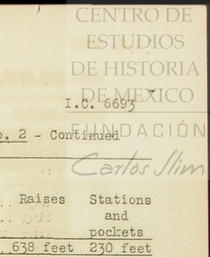 CENTRO DE
ESTUDIOS
DE HISTORIA
DE MEXICO
I.C. 6693
o. 2 - Continued
FUNDACIÓN
Carlos Slim
Raises Stations
and
pockets
638 feet 230 feet